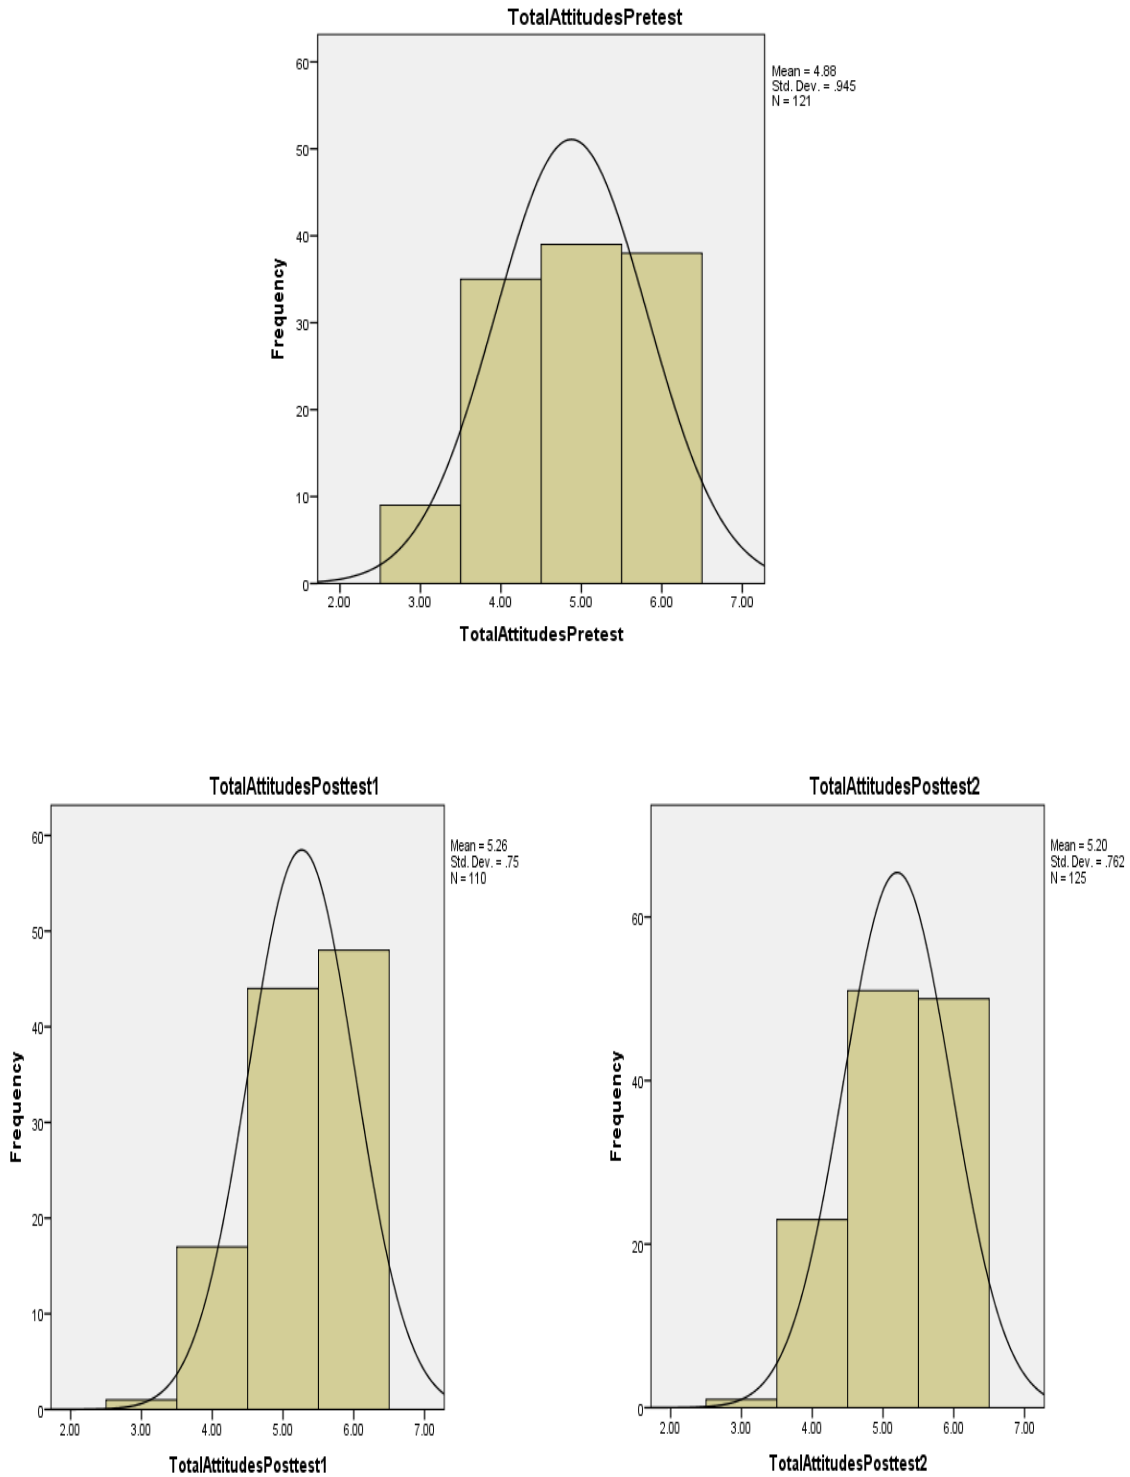 TotalAttitudesPretest
Mean = 4.88
Std. Dev. = .945
N = 121
60
50
40
30
20
10
0
Frequency
2.00 3.00 4.00 5.00 6.00 7.00
TotalAttitudesPretest
TotalAttitudesPosttest1
Mean = 5.26
Std. Dev. = .75
N = 110
60
50
40
30
20
10
0
Frequency
2.00 3.00 4.00 5.00 6.00 7.00
TotalAttitudesPosttest1
TotalAttitudesPosttest2
Mean = 5.20
Std. Dev. = .762
N = 125
60
40
20
0
Frequency
2.00 3.00 4.00 5.00 6.00 7.00
TotalAttitudesPosttest2